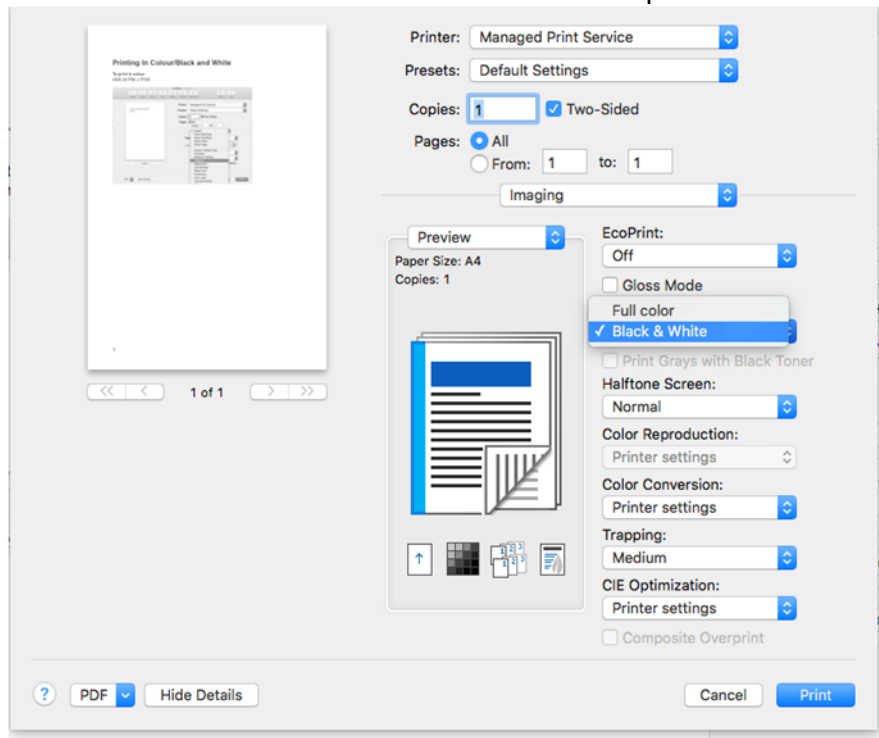 Printing In Colour/Black and White
Printer: Managed Print Service
Presets: Default Settings
Copies: 1 Two-Sided
Pages: All
From: 1 to: 1
Imaging
Preview
Paper Size: A4
Copies: 1
EcoPrint:
Off
Gloss Mode
Full color
✓ Black & White
Print Grays with Black Toner
Halftone Screen:
Normal
Color Reproduction:
Printer settings
Color Conversion:
Printer settings
Trapping:
Medium
CIE Optimization:
Printer settings
Composite Overprint
<< < 1 of 1 > >>
? PDF Hide Details Cancel Print